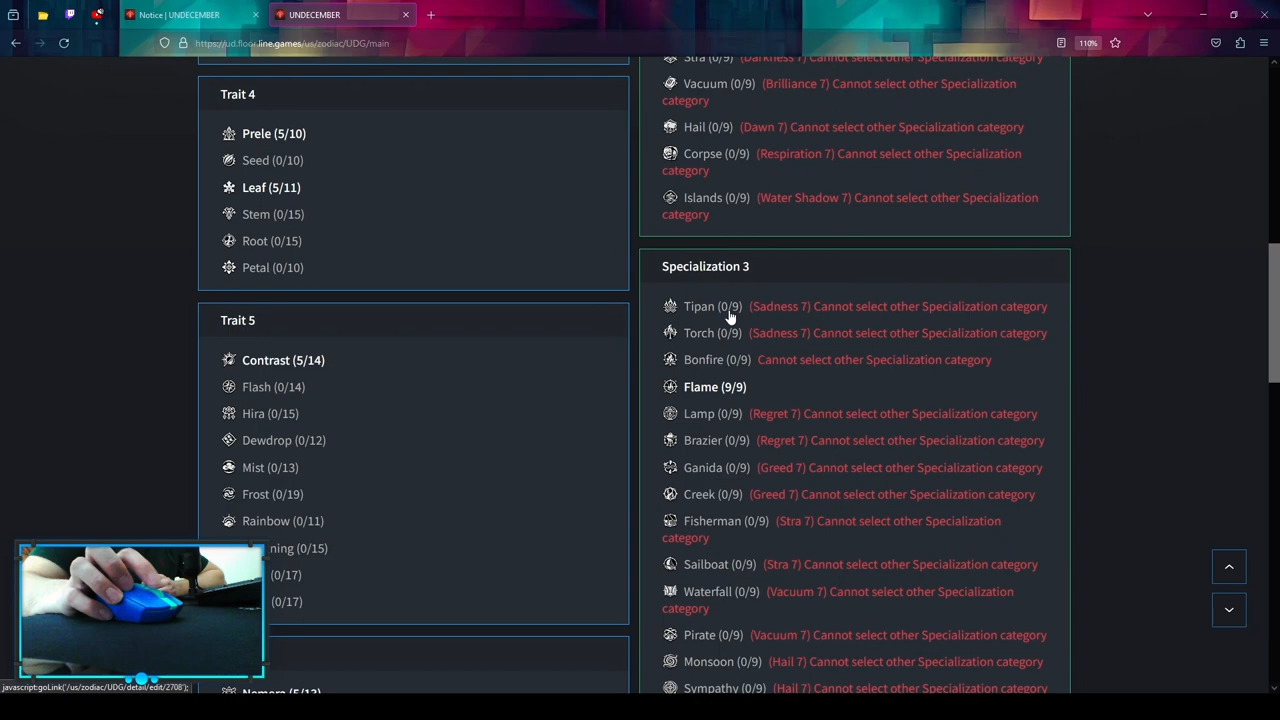 Notice | UNDECEMBER
UNDECEMBER
https://ud.floor.line.games/us/zodiac/UDG/main
110%
Trait 4
Prele (5/10)
Seed (0/10)
Leaf (5/11)
Stem (0/15)
Root (0/15)
Petal (0/10)
Trait 5
Contrast (5/14)
Flash (0/14)
Hira (0/15)
Dewdrop (0/12)
Mist (0/13)
Frost (0/19)
Rainbow (0/11)
ning (0/15)
(0/17)
(0/17)
Nemora (5/13)
Stra (0/9) (Darkness 7) Cannot select other Specialization category
Vacuum (0/9) (Brilliance 7) Cannot select other Specialization
category
Hail (0/9) (Dawn 7) Cannot select other Specialization category
Corpse (0/9) (Respiration 7) Cannot select other Specialization
category
Islands (0/9) (Water Shadow 7) Cannot select other Specialization
category
Specialization 3
Tipan (0/9) (Sadness 7) Cannot select other Specialization category
Torch (0/9) (Sadness 7) Cannot select other Specialization category
Bonfire (0/9) Cannot select other Specialization category
Flame (9/9)
Lamp (0/9) (Regret 7) Cannot select other Specialization category
Brazier (0/9) (Regret 7) Cannot select other Specialization category
Ganida (0/9) (Greed 7) Cannot select other Specialization category
Creek (0/9) (Greed 7) Cannot select other Specialization category
Fisherman (0/9) (Stra 7) Cannot select other Specialization
category
Sailboat (0/9) (Stra 7) Cannot select other Specialization category
Waterfall (0/9) (Vacuum 7) Cannot select other Specialization
category
Pirate (0/9) (Vacuum 7) Cannot select other Specialization category
Monsoon (0/9) (Hail 7) Cannot select other Specialization category
Sympathy (0/9) (Hail 7) Cannot select other Specialization
javascript:goLink('/us/zodiac/UDG/detail/edit/2708');